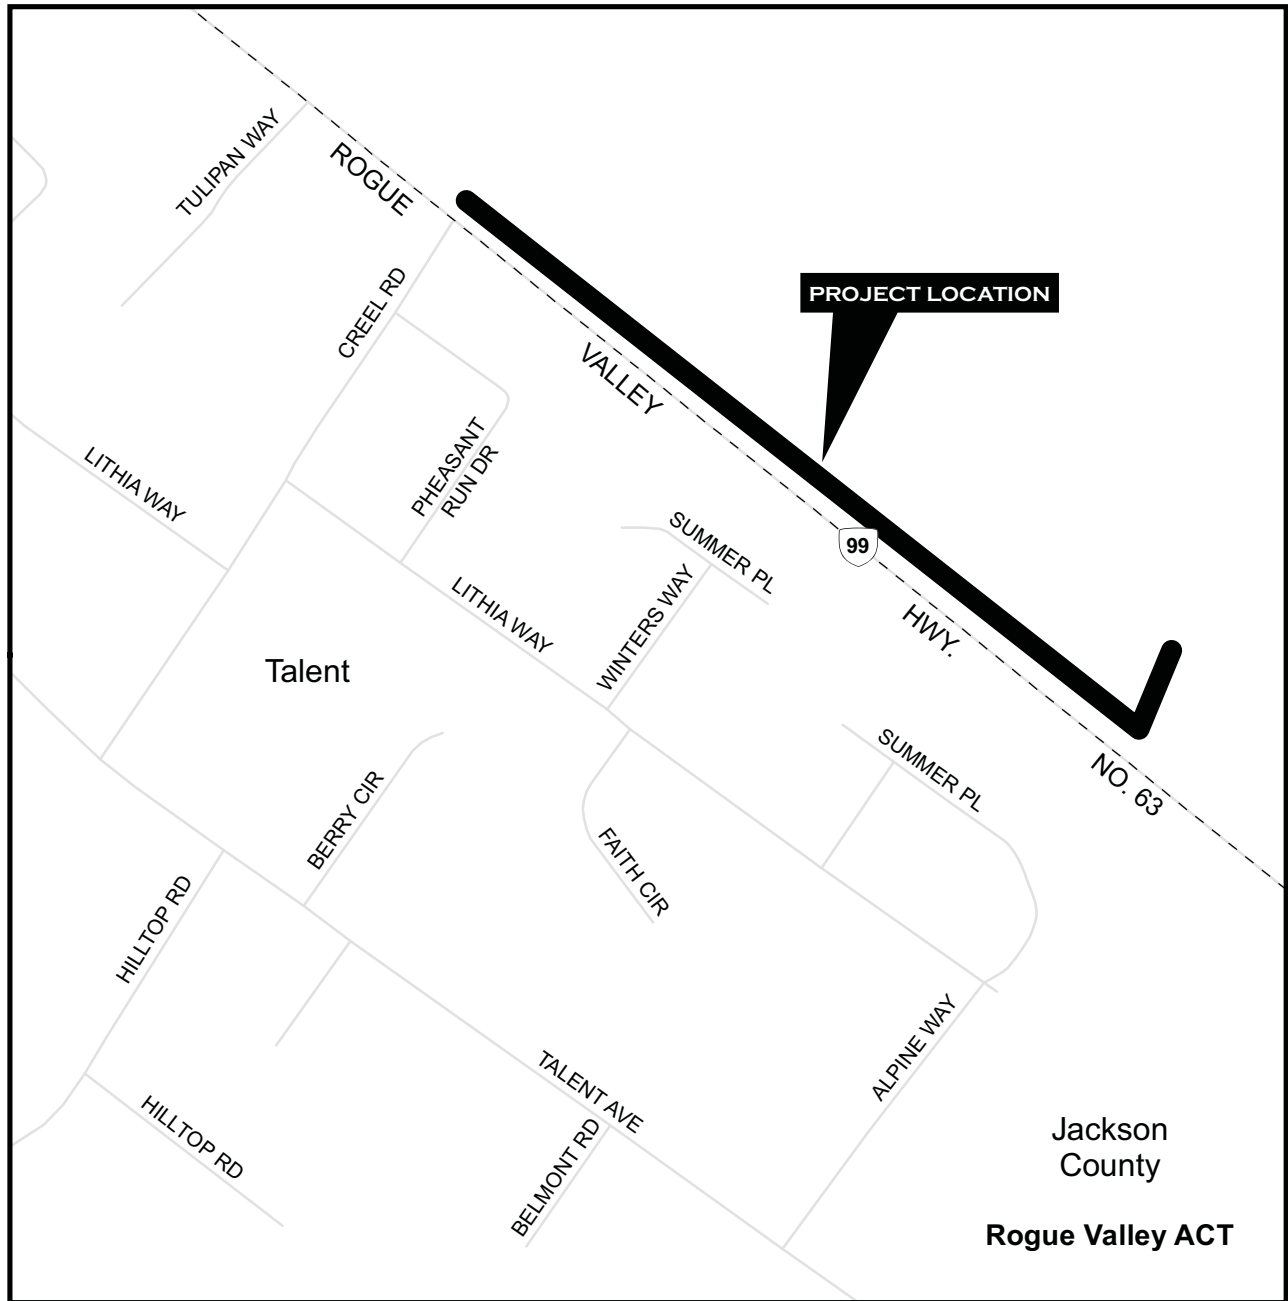 TULIPAN WAY
ROGUE
CREEL RD
PROJECT LOCATION
VALLEY
PHEASANT
RUN DR
LITHIA WAY
SUMMER PL
99
LITHIA WAY
WINTERS WAY
HWY.
Talent
SUMMER PL
NO. 63
BERRY CIR
FAITH CIR
HILLTOP RD
ALPINE WAY
TALENT AVE
HILLTOP RD
BELMONT RD
Jackson
County
Rogue Valley ACT